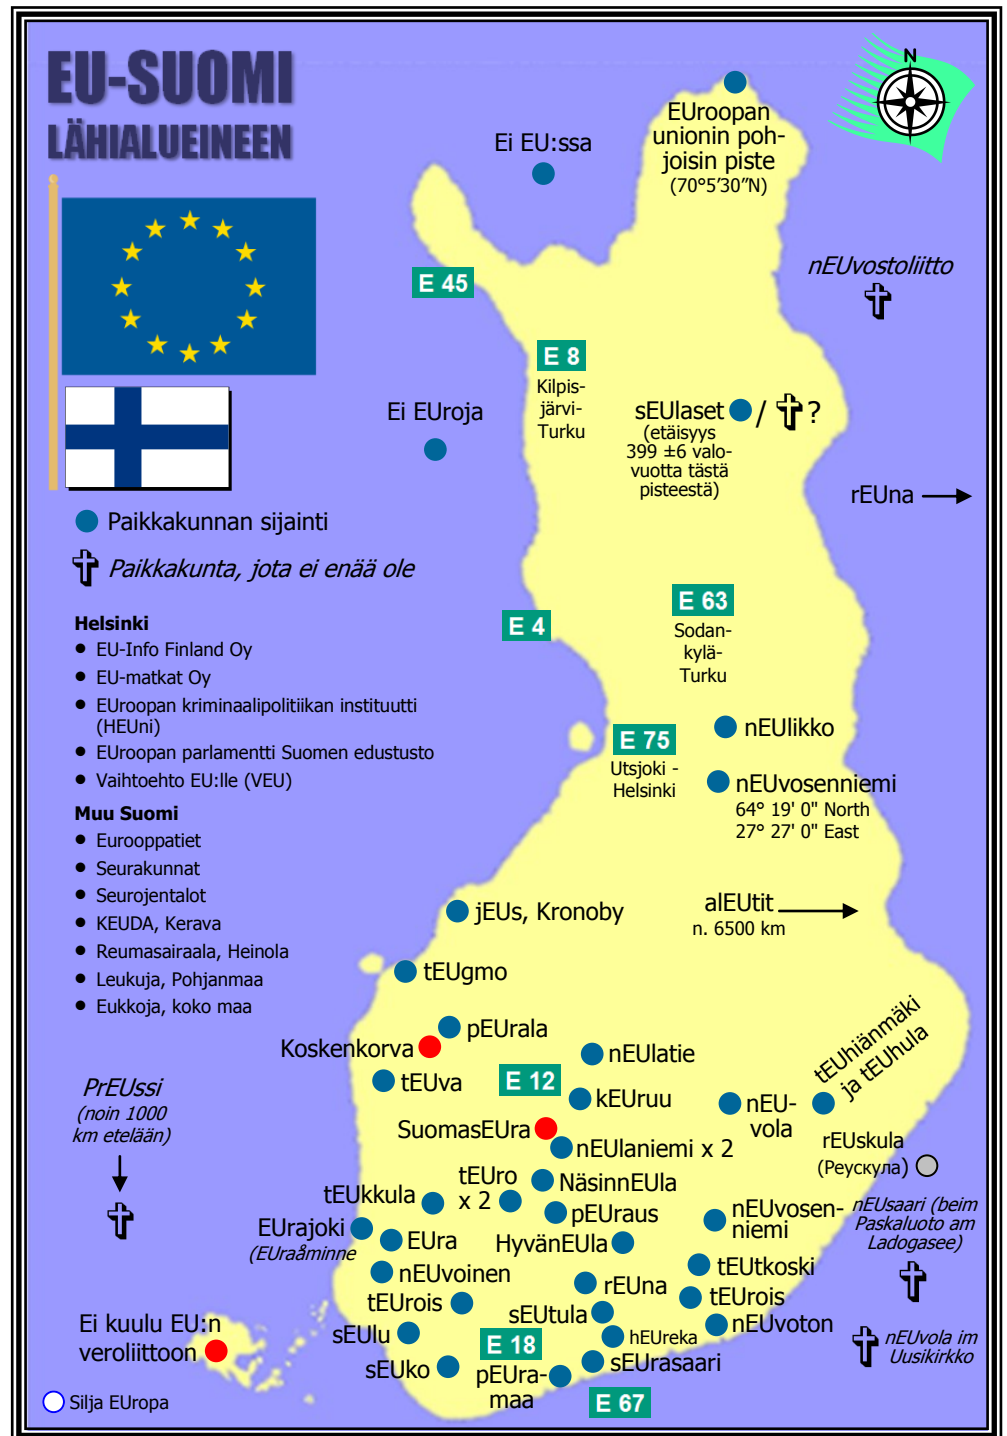 EU-SUOMI
LÄHIALUEINEEN
N
EUroopan
unionin poh-
joisin piste
(70°5′30″N)
Ei EU:ssa
nEUvostoliitto
E 45
E 8
Kilpis-
järvi-
Turku
Ei EUroja
sEUlaset
(etäisyys
399 ±6 valo-
vuotta tästä
pisteestä)
/ ?
rEUna
Paikkakunnan sijainti
Paikkakunta, jota ei enää ole
E 63
Sodan-
kylä-
Turku
E 4
Helsinki
• EU-Info Finland Oy
• EU-matkat Oy
• EUroopan kriminaalipolitiikan instituutti
(HEUni)
• EUroopan parlamentti Suomen edustusto
• Vaihtoehto EU:lle (VEU)
Muu Suomi
• Eurooppatiet
• Seurakunnat
• Seurojentalot
• KEUDA, Kerava
• Reumasairaala, Heinola
• Leukuja, Pohjanmaa
• Eukkoja, koko maa
E 75
Utsjoki -
Helsinki
nEUlikko
nEUvosenniemi
64° 19' 0" North
27° 27' 0" East
jEUs, Kronoby
alEUtit
n. 6500 km
tEUgmo
pEUrala
Koskenkorva
tEUva
E 12
nEUlatie
kEUruu
tEUhiänmäki
ja tEUhula
nEU-
vola
PrEUssi
(noin 1000
km etelään)
SuomasEUra
nEUlaniemi x 2
rEUskula
(Реускула)
tEUro
x 2
NäsinnEUla
tEUkkula
pEUraus
nEUvosen-
niemi
nEUsaari (beim
Paskaluoto am
Ladogasee)
EUrajoki
(EUraåminne
EUra
HyvänEUla
nEUvoinen
tEUtkoski
rEUna
tEUrois
tEUrois
sEUtula
nEUvoton
sEUlu
hEUreka
E 18
nEUvola im
Uusikirkko
Ei kuulu EU:n
veroliittoon
sEUko
pEUra-
maa
sEUrasaari
E 67
Silja EUropa